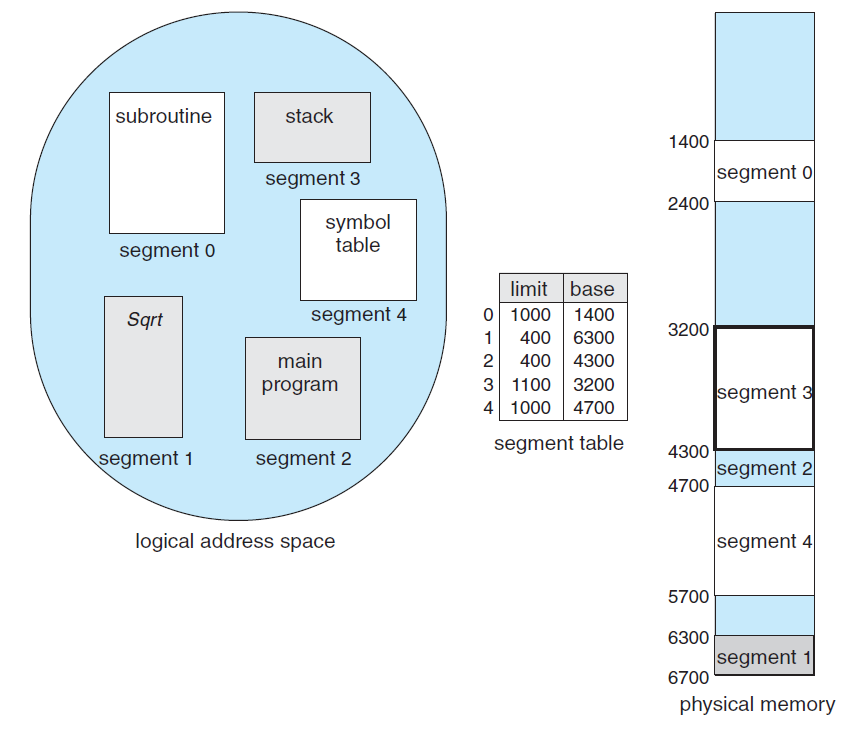 subroutine
segment 0
stack
segment 3
symbol
table
segment 4
Sqrt
segment 1
main
program
segment 2
logical address space
limit base
0 1000 1400
1 400 6300
2 400 4300
3 1100 3200
4 1000 4700
segment table
1400
segment 0
2400
3200
segment 3
4300
segment 2
4700
segment 4
5700
6300
segment 1
6700
physical memory